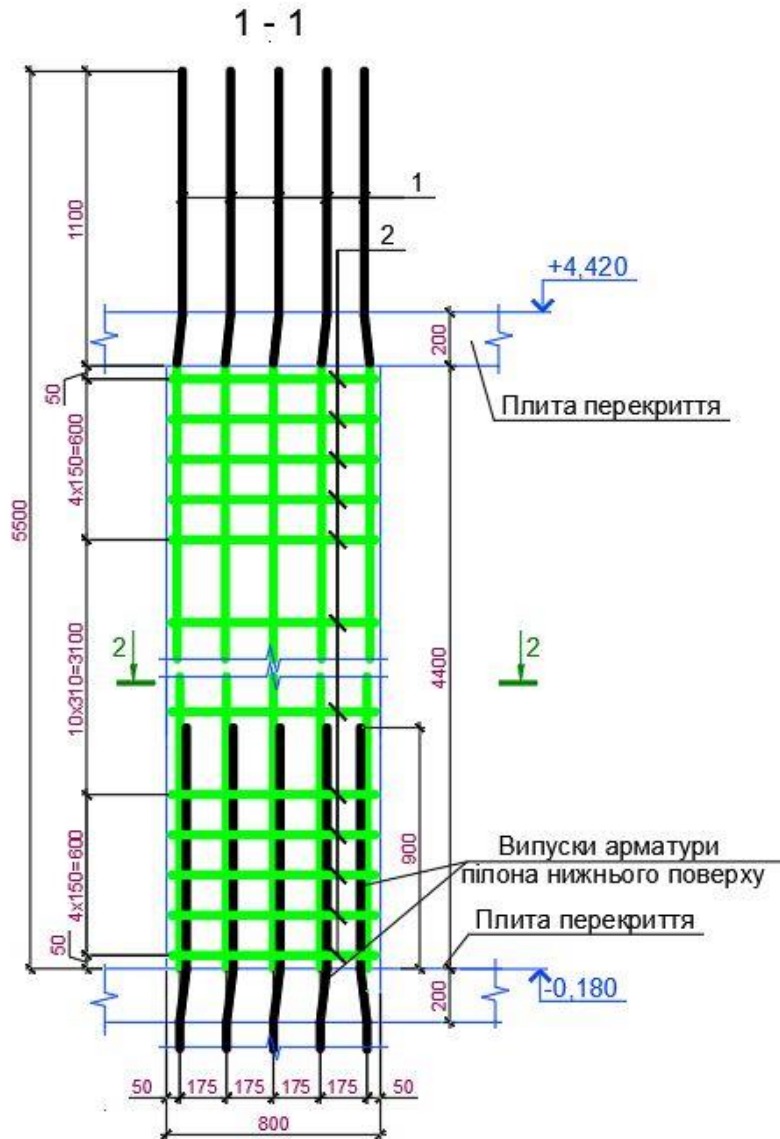 1 - 1
1
2
+4,420
1100
200
50
Плита перекриття
4x150=600
5500
10x310=3100
2
2
4400
900
4x150=600
Випуски арматури
пілона нижнього поверху
Плита перекриття
50
-0,180
200
50
175
175
175
175
50
800